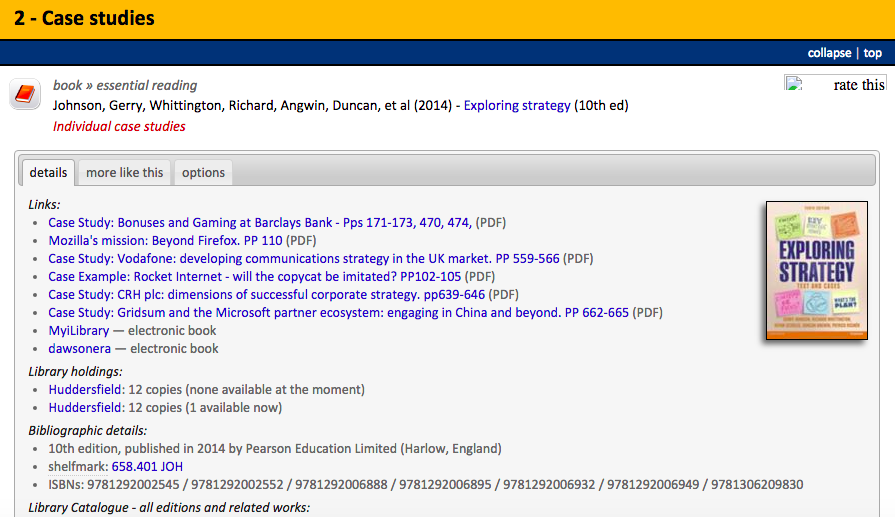 2 - Case studies
collapse | top
book » essential reading
rate this
Johnson, Gerry, Whittington, Richard, Angwin, Duncan, et al (2014) - Exploring strategy (10th ed)
Individual case studies
details
more like this
options
Links:
Case Study: Bonuses and Gaming at Barclays Bank - Pps 171-173, 470, 474, (PDF)
Mozilla's mission: Beyond Firefox. PP 110 (PDF)
Case Study: Vodafone: developing communications strategy in the UK market. PP 559-566 (PDF)
Case Example: Rocket Internet - will the copycat be imitated? PP102-105 (PDF)
Case Study: CRH plc: dimensions of successful corporate strategy. pp639-646 (PDF)
Case Study: Gridsum and the Microsoft partner ecosystem: engaging in China and beyond. PP 662-665 (PDF)
MyiLibrary — electronic book
dawsonera — electronic book
EXPLORING
STRATEGY
TEXT AND CASES
WHAT'S THE
PLAN?
Library holdings:
Huddersfield: 12 copies (none available at the moment)
Huddersfield: 12 copies (1 available now)
Bibliographic details:
10th edition, published in 2014 by Pearson Education Limited (Harlow, England)
shelfmark: 658.401 JOH
ISBNs: 9781292002545 / 9781292002552 / 9781292006888 / 9781292006895 / 9781292006932 / 9781292006949 / 9781306209830
Library Catalogue - all editions and related works: